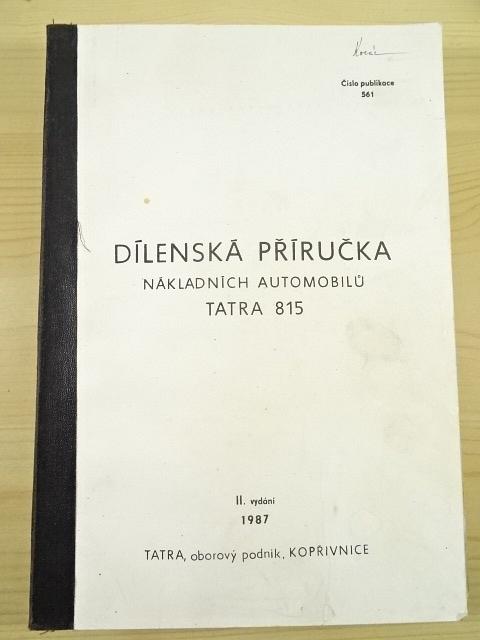 Číslo publikace
561
DÍLENSKÁ PŘÍRUČKA
NÁKLADNÍCH AUTOMOBILŮ
TATRA 815
II. vydání
1987
TATRA, oborový podnik, KOPŘIVNICE